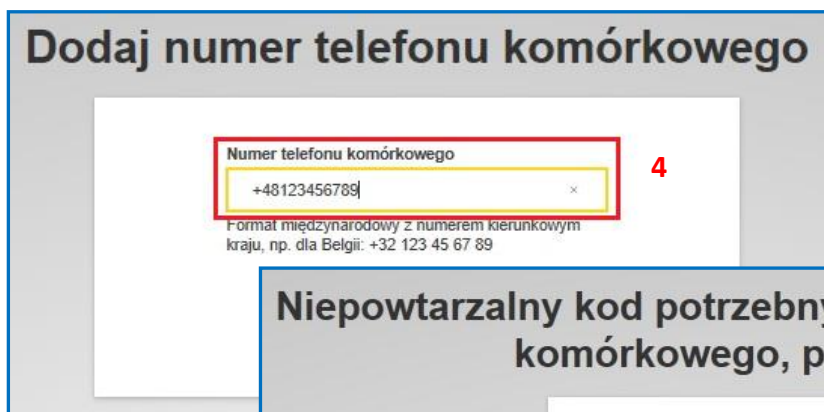 Dodaj numer telefonu komórkowego
Numer telefonu komórkowego
+48123456789
×
4
Format międzynarodowy z numerem kierunkowym
kraju, np. dla Belgii: +32 123 45 67 89
Niepowtarzalny kod potrzebny
komórkowego, p